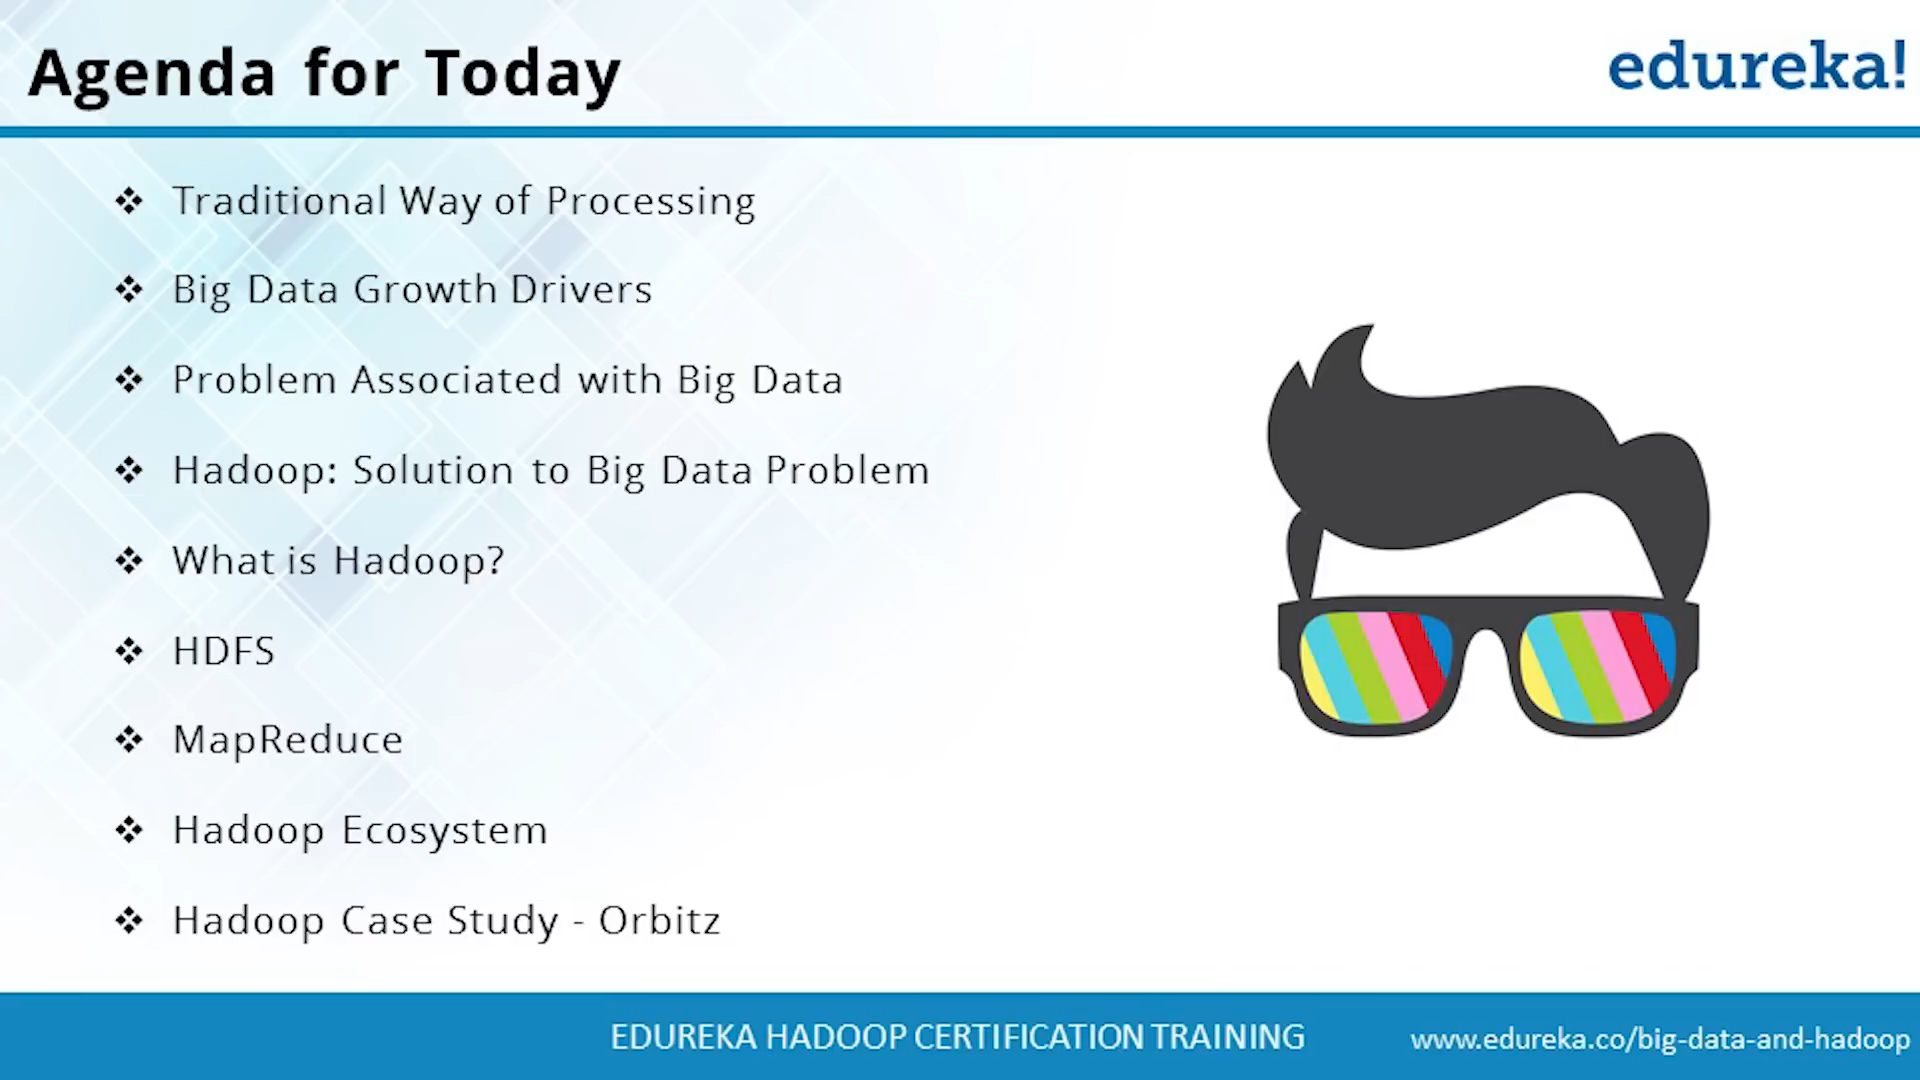 Agenda for Today
edureka!
Traditional Way of Processing
Big Data Growth Drivers
Problem Associated with Big Data
Hadoop: Solution to Big Data Problem
What is Hadoop?
HDFS
MapReduce
Hadoop Ecosystem
Hadoop Case Study - Orbitz
EDUREKA HADOOP CERTIFICATION TRAINING
www.edureka.co/big-data-and-hadoop